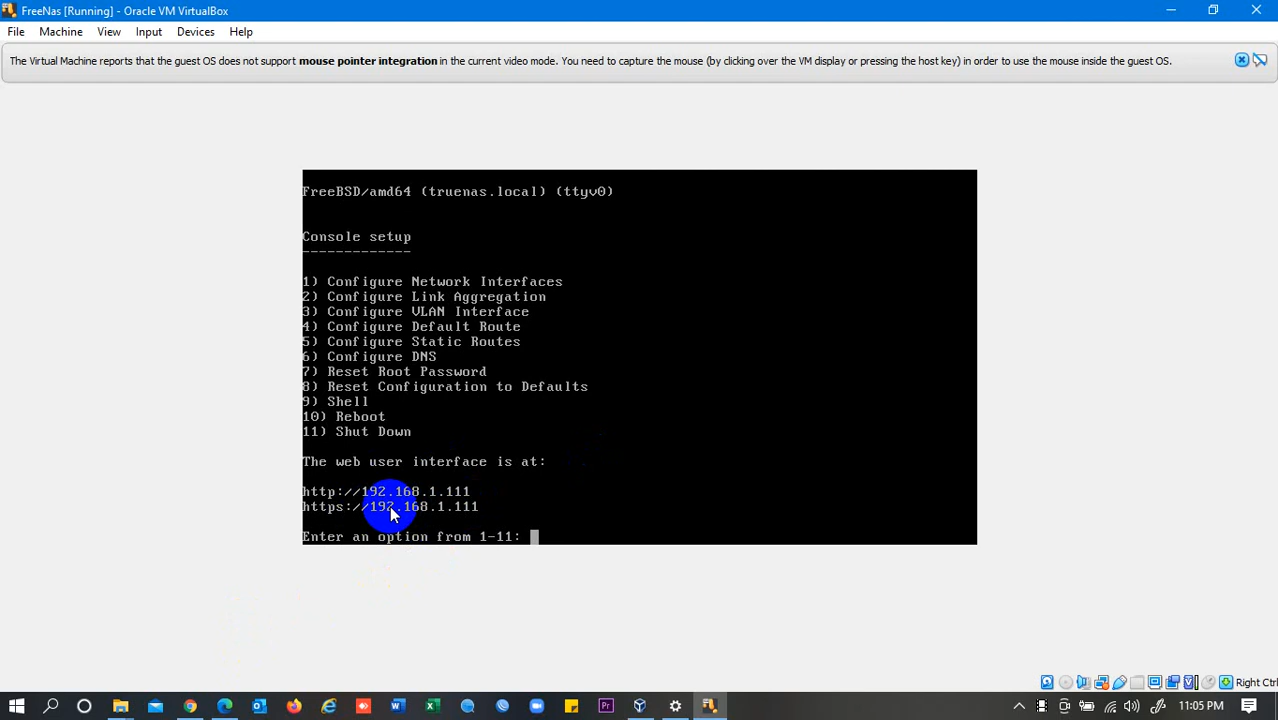 FreeNas [Running] - Oracle VM VirtualBox
File Machine View Input Devices Help
The Virtual Machine reports that the guest OS does not support mouse pointer integration in the current video mode. You need to capture the mouse (by clicking over the VM display or pressing the host key) in order to use the mouse inside the guest OS.
FreeBSD/amd64 (truenas.local) (ttyv0)
Console setup
-------------
1) Configure Network Interfaces
2) Configure Link Aggregation
3) Configure VLAN Interface
4) Configure Default Route
5) Configure Static Routes
6) Configure DNS
7) Reset Root Password
8) Reset Configuration to Defaults
9) Shell
10) Reboot
11) Shut Down
The web user interface is at:
http://192.168.1.111
https://192.168.1.111
Enter an option from 1-11:
Right Ctrl
11:05 PM